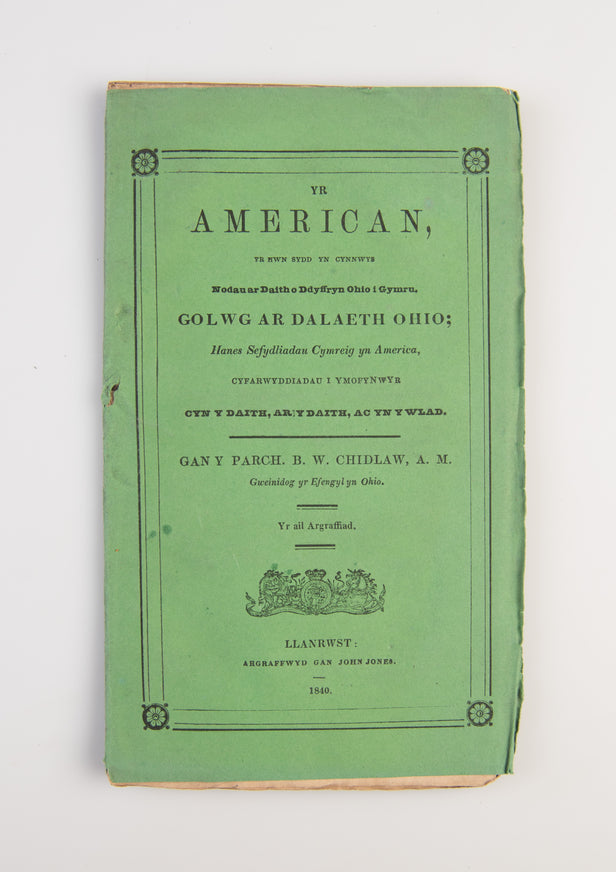 YR
AMERICAN,
YR HWN SYDD YN CYNNWYS
Nodau ar Daith o Ddyffryn Ohio i Gymru.
GOLWG AR DALAETH OHIO;
Hanes Sefydliadau Cymreig yn America,
CYFARWYDDIADAU I YMOFYNWYR
CYN Y DAITH, AR Y DAITH, AC YN Y WLAD.
GAN Y PARCH. B. W. CHIDLAW, A. M.
Gweinidog yr Efengyl yn Ohio.
Yr ail Argraffiad.
LLANRWST:
ARGRAFFWYD GAN JOHN JONES.
1840.